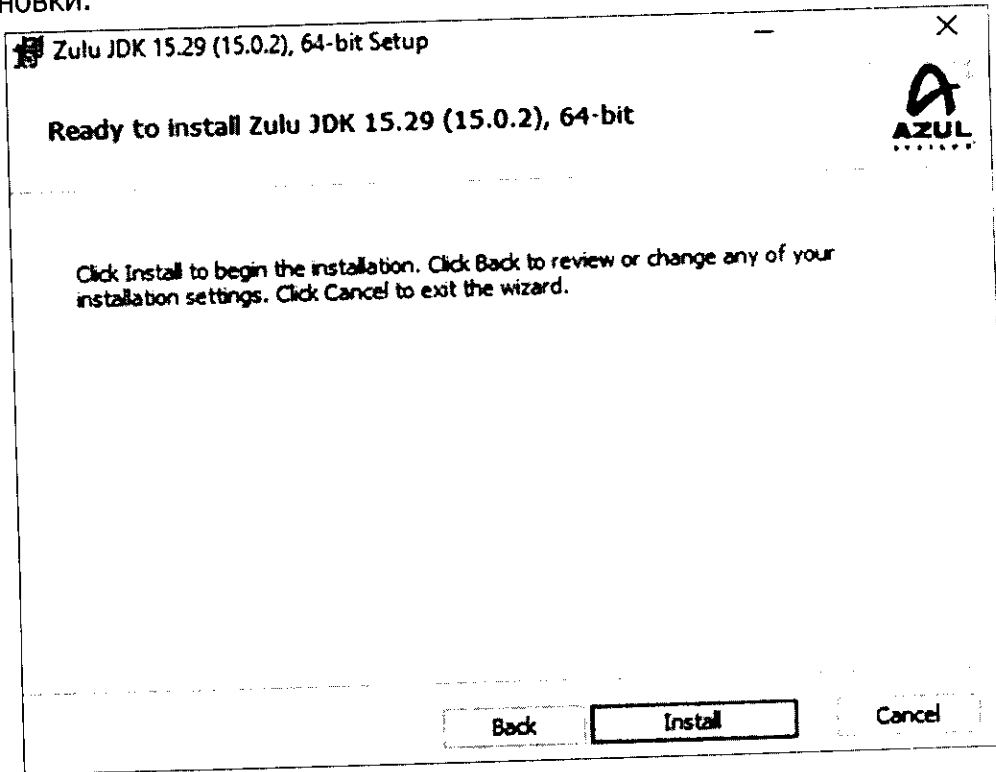 новки.
Zulu JDK 15.29 (15.0.2), 64-bit Setup
Ready to install Zulu JDK 15.29 (15.0.2), 64-bit
AZUL
SYSTEMS
Click Install to begin the installation. Click Back to review or change any of your
installation settings. Click Cancel to exit the wizard.
Back
Install
Cancel